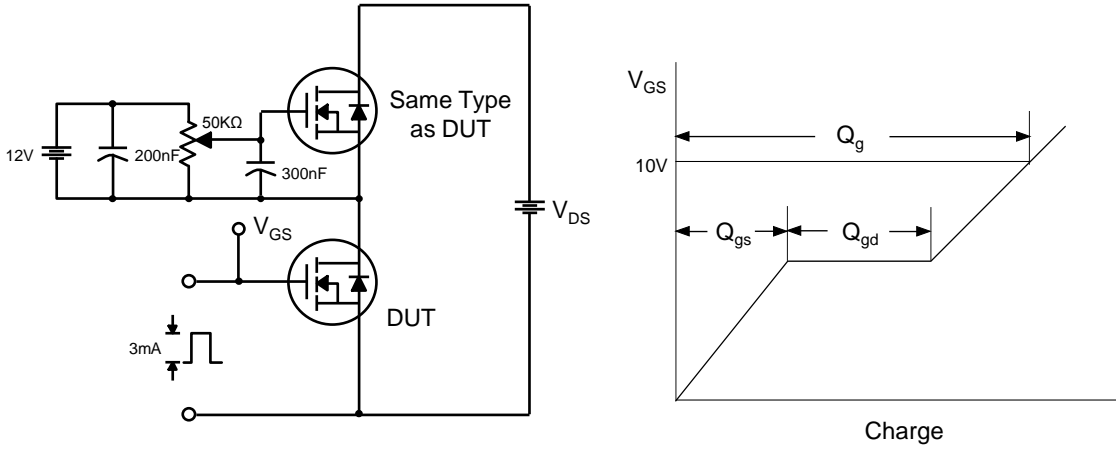 12V
200nF
50KΩ
300nF
Same Type
as DUT
V_DS
V_GS
DUT
3mA
V_GS
10V
Q_g
Q_gs
Q_gd
Charge